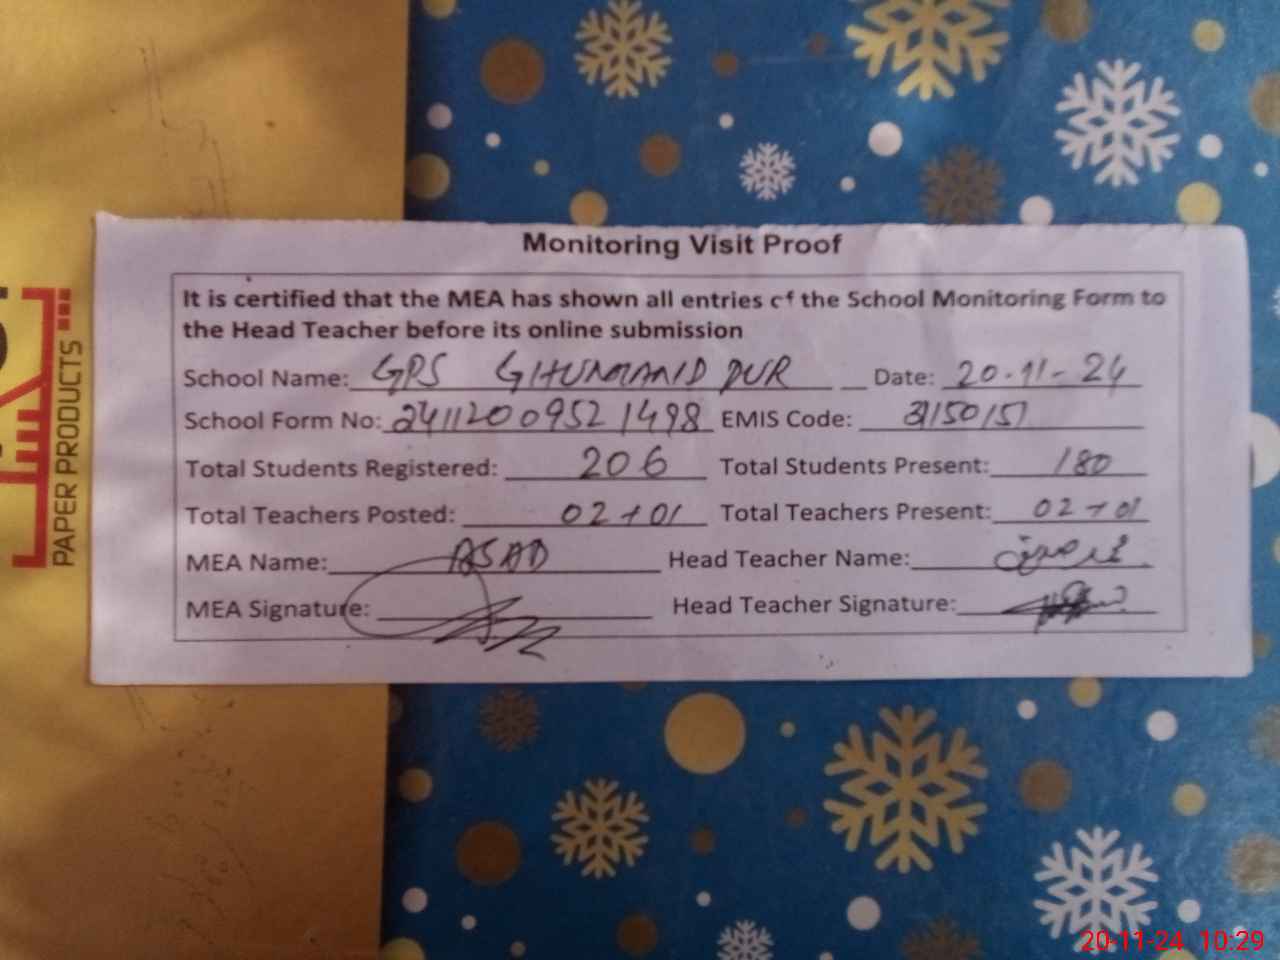 Monitoring Visit Proof
It is certified that the MEA has shown all entries of the School Monitoring Form to
the Head Teacher before its online submission
School Name: GPS GHUMANID PUR Date: 20-11-24
School Form No: 24112009521498 EMIS Code: 3150151
Total Students Registered: 206 Total Students Present: 180
Total Teachers Posted: 02+01 Total Teachers Present: 02+01
MEA Name: ASAD Head Teacher Name:
MEA Signature: Head Teacher Signature:
PAPER PRODUCTS
20-11-24 10:29